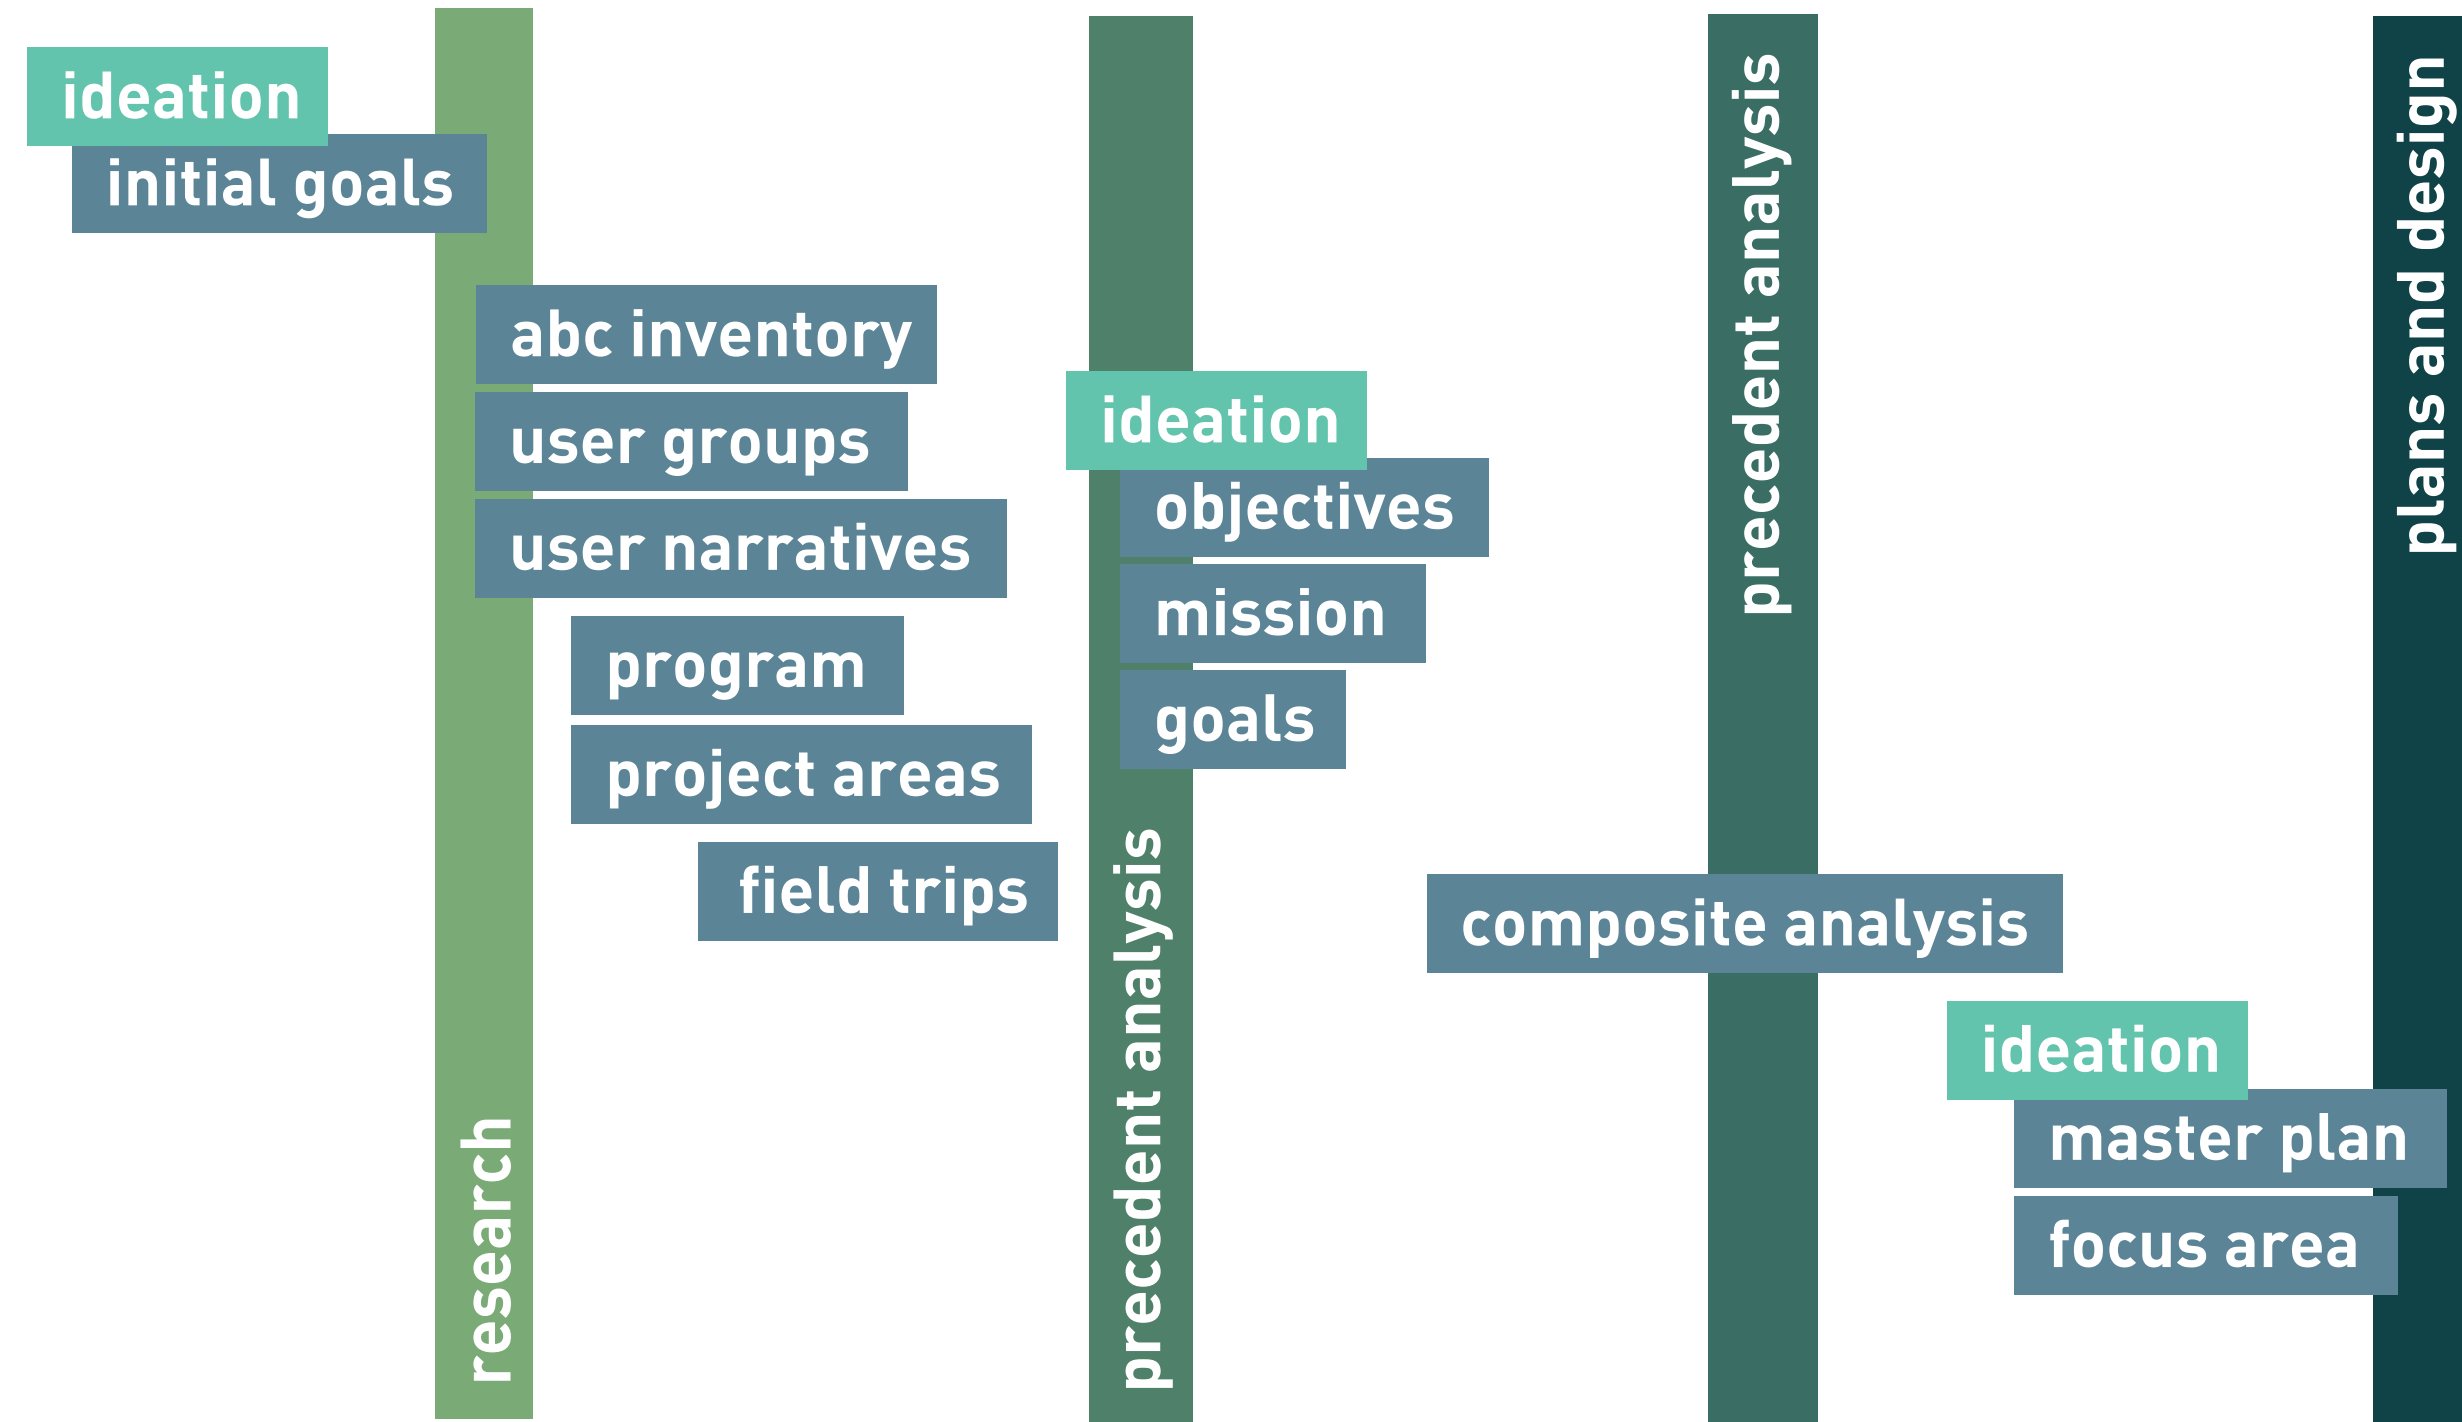 ideation
initial goals
research
abc inventory
user groups
user narratives
program
project areas
field trips
precedent analysis
ideation
objectives
mission
goals
precedent analysis
composite analysis
ideation
master plan
focus area
plans and design